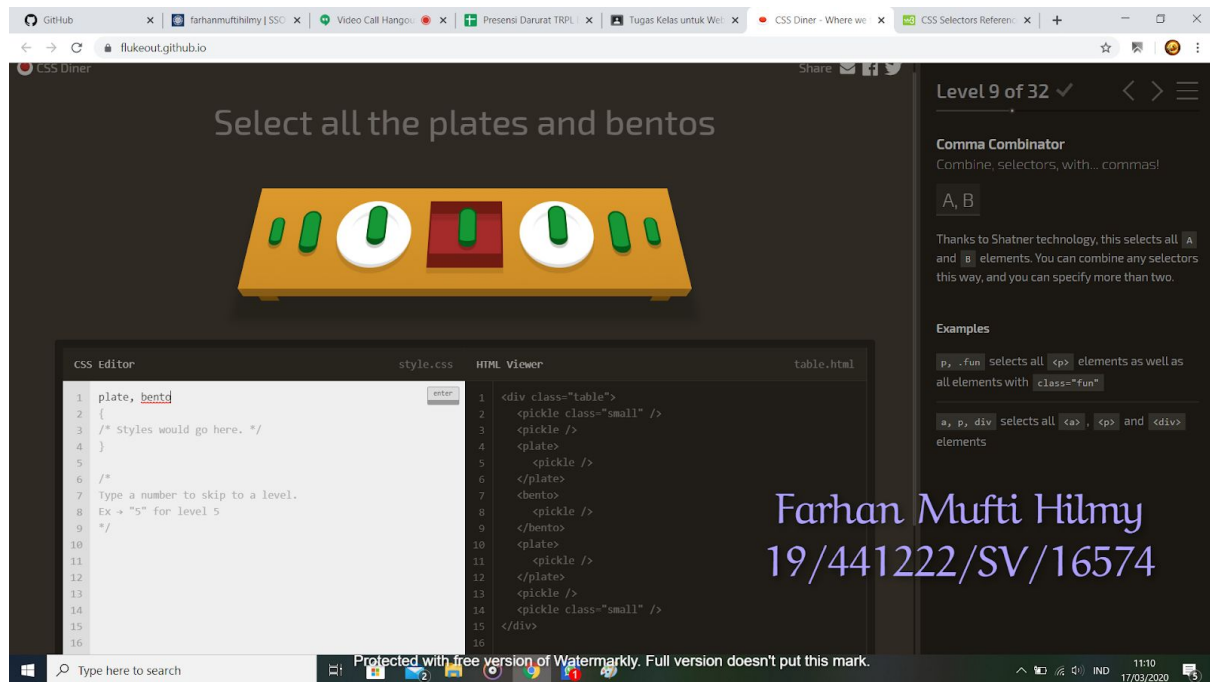 GitHub
farhanmuftihilmy | SSO
Video Call Hangou
Presensi Darurat TRPL
Tugas Kelas untuk Web
CSS Diner - Where we
CSS Selectors Referenc
flukeout.github.io
CSS Diner
Share
Select all the plates and bentos
Level 9 of 32
Comma Combinator
Combine, selectors, with... commas!
A, B
Thanks to Shatner technology, this selects all A
and B elements. You can combine any selectors
this way, and you can specify more than two.
Examples
p, .fun selects all <p> elements as well as
all elements with class="fun"
a, p, div selects all <a>, <p> and <div>
elements
CSS Editor style.css
1 plate, bento
enter
2 {
3 /* Styles would go here. */
4 }
5
6 /*
7 Type a number to skip to a level.
8 Ex → "5" for level 5
9 */
10
11
12
13
14
15
16
HTML Viewer table.html
1 <div class="table">
2 <pickle class="small" />
3 <pickle />
4 <plate>
5 <pickle />
6 </plate>
7 <bento>
8 <pickle />
9 </bento>
10 <plate>
11 <pickle />
12 </plate>
13 <pickle />
14 <pickle class="small" />
15 </div>
16
Farhan Mufti Hilmy
19/441222/SV/16574
Protected with free version of Watermarkly. Full version doesn't put this mark.
Type here to search
2
1
IND
11:10
17/03/2020
5